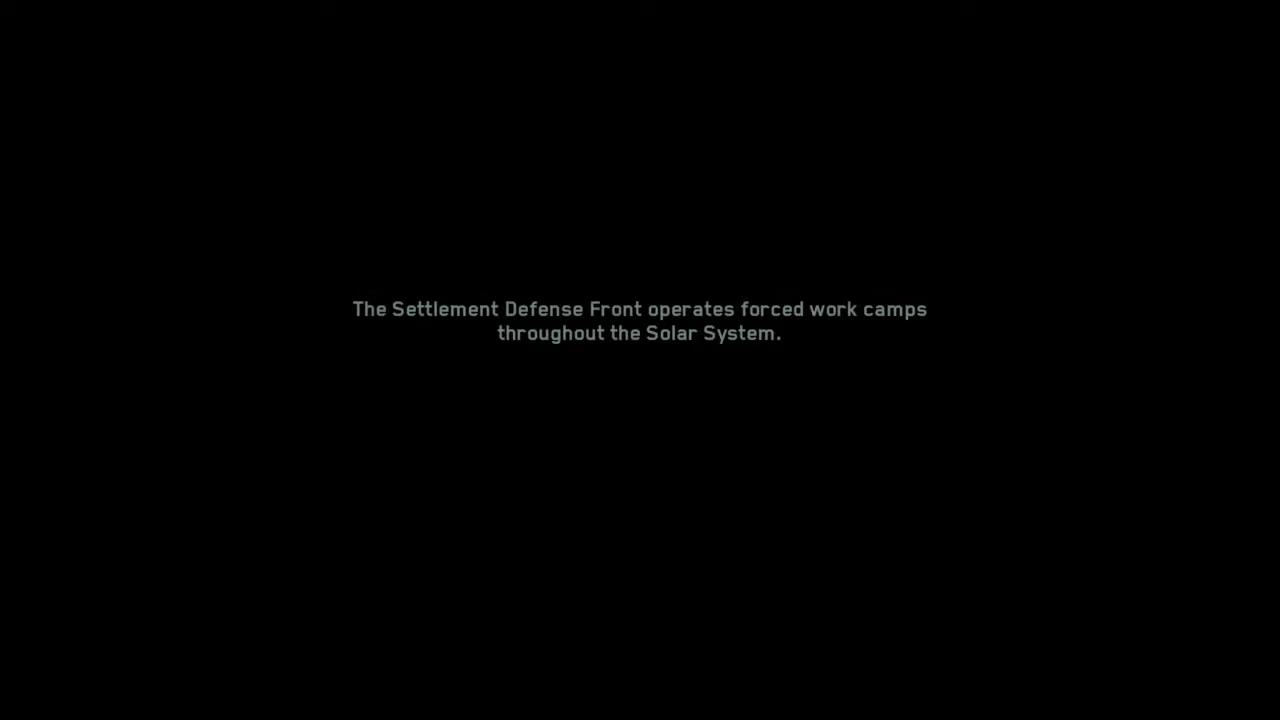 The Settlement Defense Front operates forced work camps
throughout the Solar System.